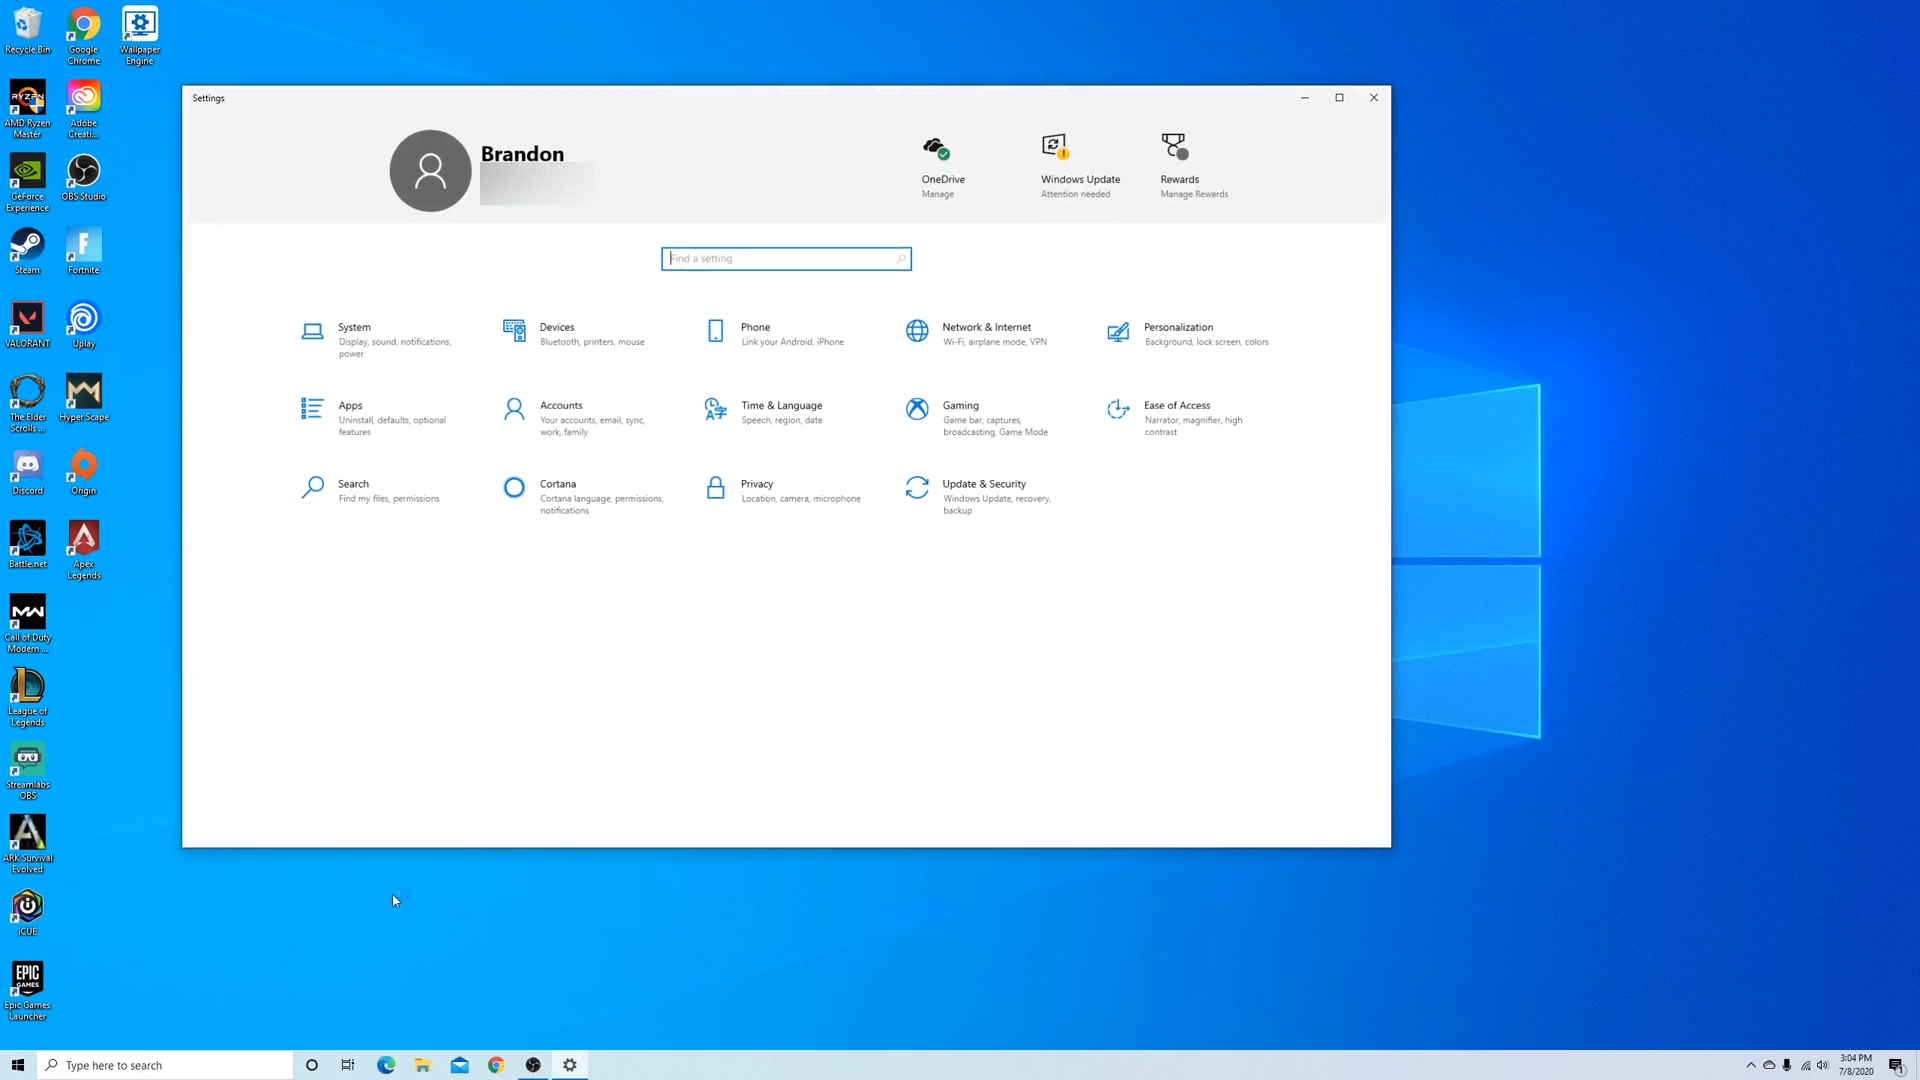 Recycle Bin
Google
Chrome
Wallpaper
Engine
RYZEN
AMD Ryzen
Master
Adobe
Creati...
GeForce
Experience
OBS Studio
Steam
Fortnite
VALORANT
Uplay
The Elder
Scrolls ...
Hyper Scape
Discord
Origin
Battle.net
Apex
Legends
MW
Call of Duty
Modern ...
League of
Legends
Streamlabs
OBS
ARK Survival
Evolved
iCUE
EPIC
GAMES
Epic Games
Launcher
Settings
Brandon
OneDrive
Manage
Windows Update
Attention needed
Rewards
Manage Rewards
Find a setting
System
Display, sound, notifications,
power
Devices
Bluetooth, printers, mouse
Phone
Link your Android, iPhone
Network & Internet
Wi-Fi, airplane mode, VPN
Personalization
Background, lock screen, colors
Apps
Uninstall, defaults, optional
features
Accounts
Your accounts, email, sync,
work, family
Time & Language
Speech, region, date
Gaming
Game bar, captures,
broadcasting, Game Mode
Ease of Access
Narrator, magnifier, high
contrast
Search
Find my files, permissions
Cortana
Cortana language, permissions,
notifications
Privacy
Location, camera, microphone
Update & Security
Windows Update, recovery,
backup
Type here to search
3:04 PM
7/8/2020
1